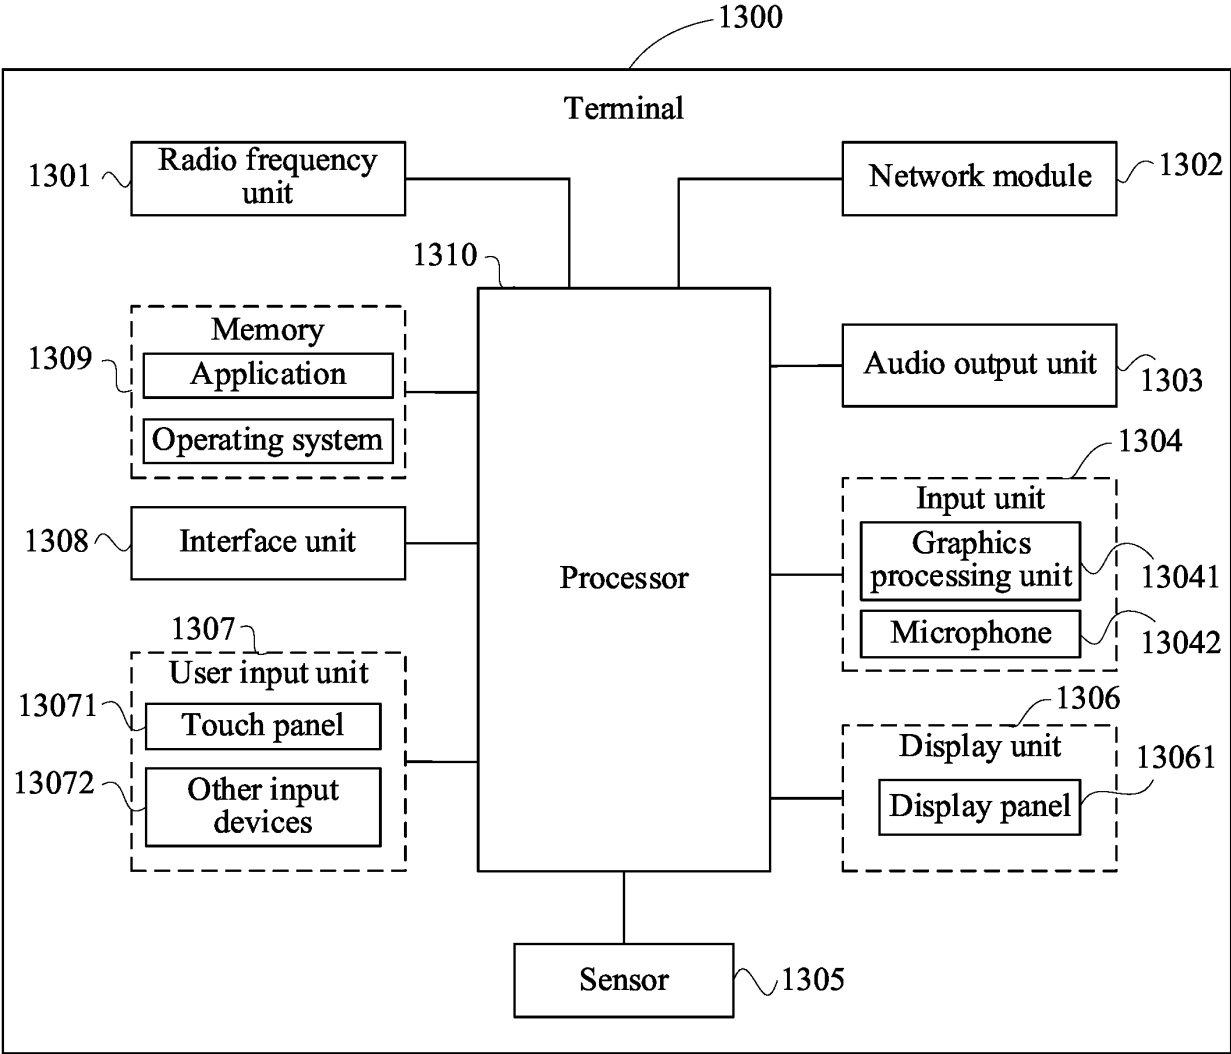 1300
Terminal
1301
Radio frequency
unit
Network module
1302
1310
Memory
1309
Application
Operating system
Audio output unit
1303
1304
Input unit
Graphics
processing unit
13041
Microphone
13042
1308
Interface unit
Processor
1307
User input unit
13071
Touch panel
13072
Other input
devices
1306
Display unit
13061
Display panel
Sensor
1305